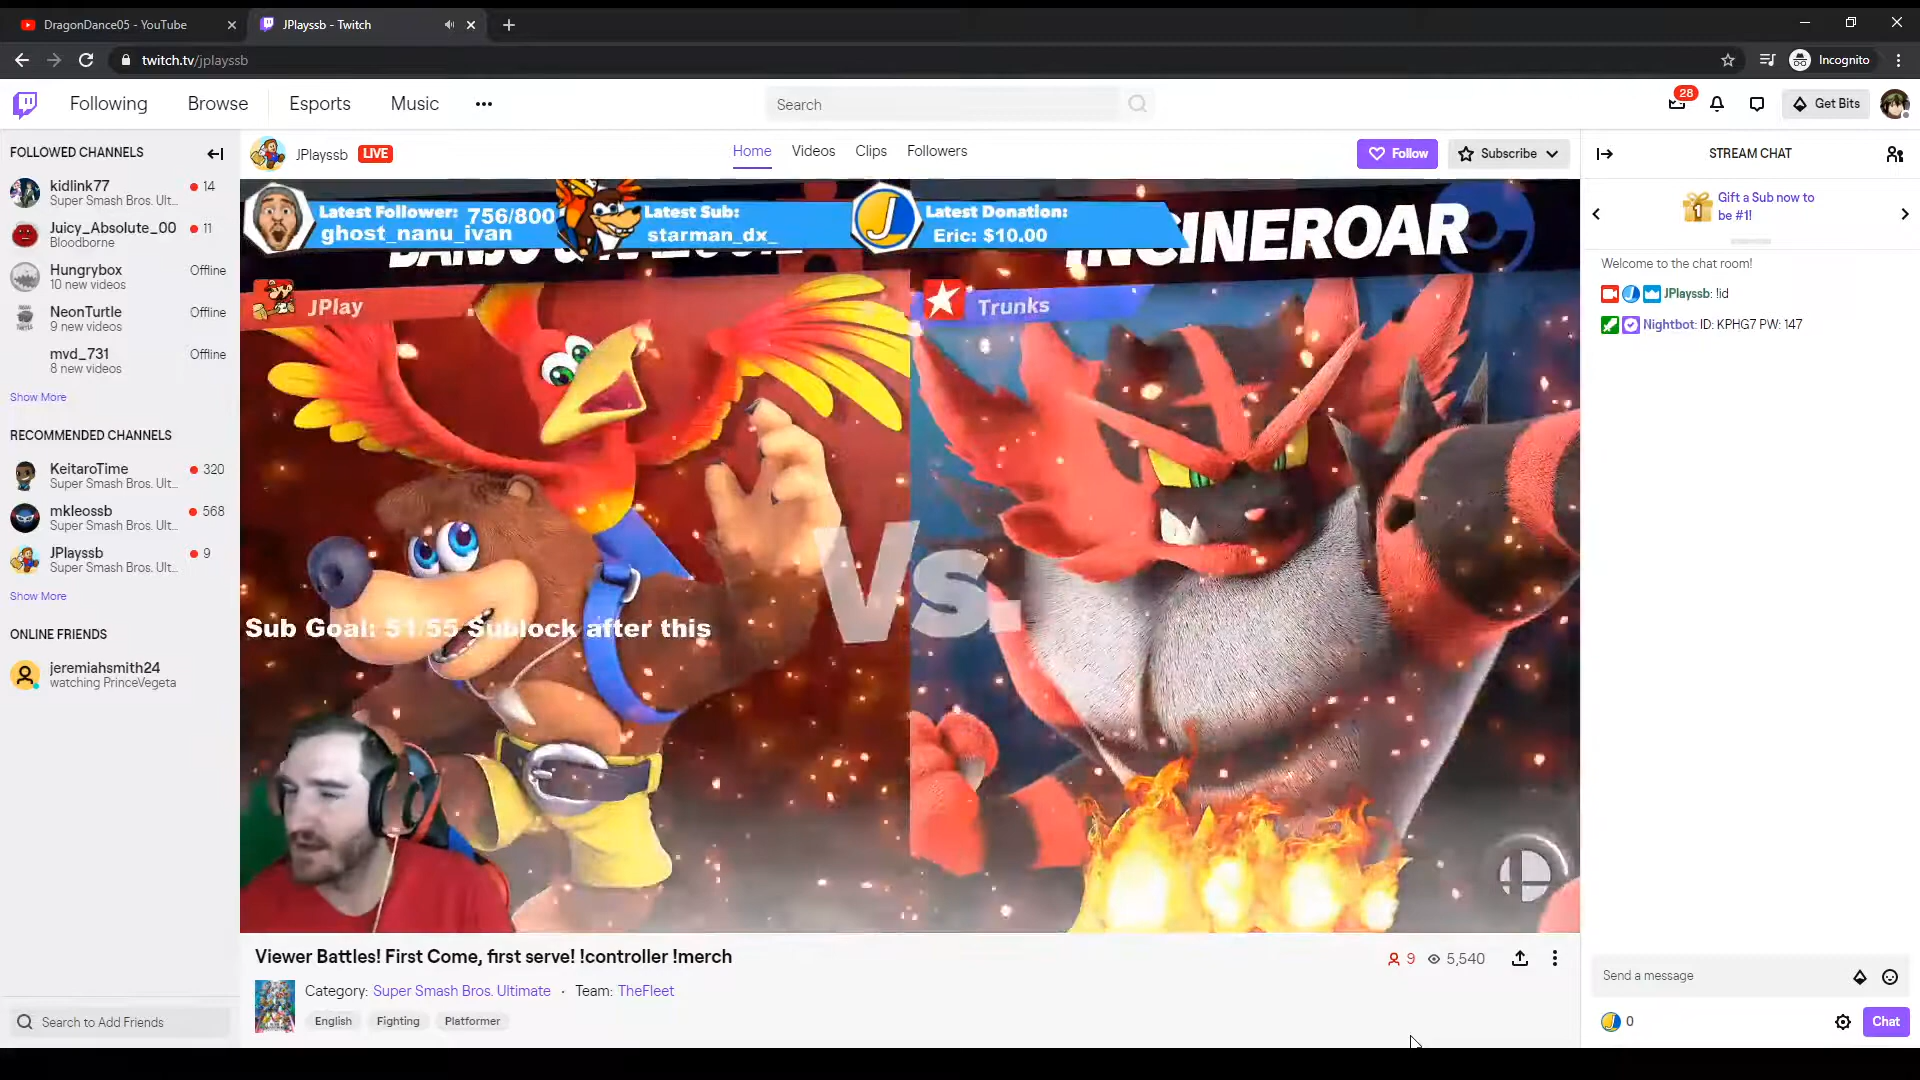 DragonDance05 - YouTube
JPlayssb - Twitch
twitch.tv/jplayssb
Incognito
Following
Browse
Esports
Music
Search
28
Get Bits
FOLLOWED CHANNELS
kidlink77
14
Super Smash Bros. Ult...
Juicy_Absolute_00
11
Bloodborne
Hungrybox
Offline
10 new videos
NeonTurtle
Offline
9 new videos
mvd_731
Offline
8 new videos
Show More
RECOMMENDED CHANNELS
KeitaroTime
320
Super Smash Bros. Ult...
mkleossb
568
Super Smash Bros. Ult...
JPlayssb
9
Super Smash Bros. Ult...
Show More
ONLINE FRIENDS
jeremiahsmith24
watching PrinceVegeta
Search to Add Friends
JPlayssb
LIVE
Home
Videos
Clips
Followers
Follow
Subscribe
Latest Follower: 756/800
ghost_nanu_ivan
Latest Sub:
starman_dx_
Latest Donation:
Eric: $10.00
INCINEROAR
JPlay
Trunks
Vs.
Sub Goal: 51/55 Sublock after this
Viewer Battles! First Come, first serve! !controller !merch
9
5,540
Category: Super Smash Bros. Ultimate · Team: TheFleet
English
Fighting
Platformer
STREAM CHAT
1
Gift a Sub now to
be #1!
Welcome to the chat room!
JPlayssb: !id
Nightbot: ID: KPHG7 PW: 147
Send a message
0
Chat